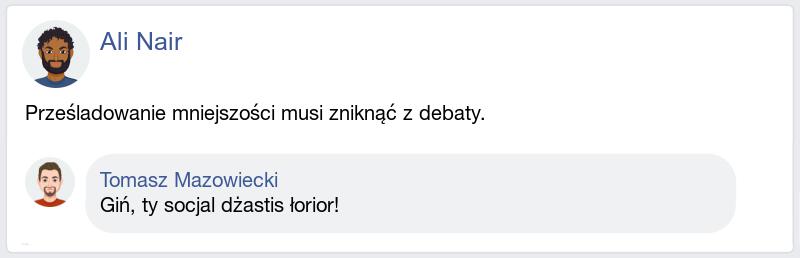 Ali Nair
Prześladowanie mniejszości musi zniknąć z debaty.
Tomasz Mazowiecki
Giń, ty socjal dżastis łorior!